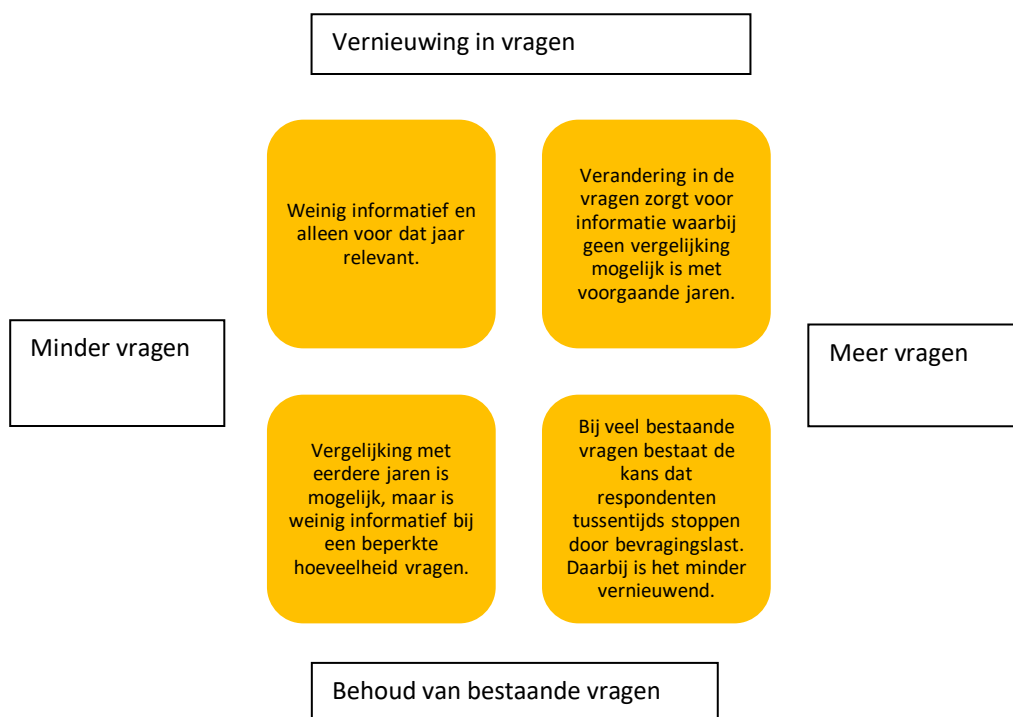 Vernieuwing in vragen
Weinig informatief en
alleen voor dat jaar
relevant.
Verandering in de
vragen zorgt voor
informatie waarbij
geen vergelijking
mogelijk is met
voorgaande jaren.
Minder vragen
Meer vragen
Vergelijking met
eerdere jaren is
mogelijk, maar is
weinig informatief bij
een beperkte
hoeveelheid vragen.
Bij veel bestaande
vragen bestaat de
kans dat
respondenten
tussentijds stoppen
door bevragingslast.
Daarbij is het minder
vernieuwend.
Behoud van bestaande vragen